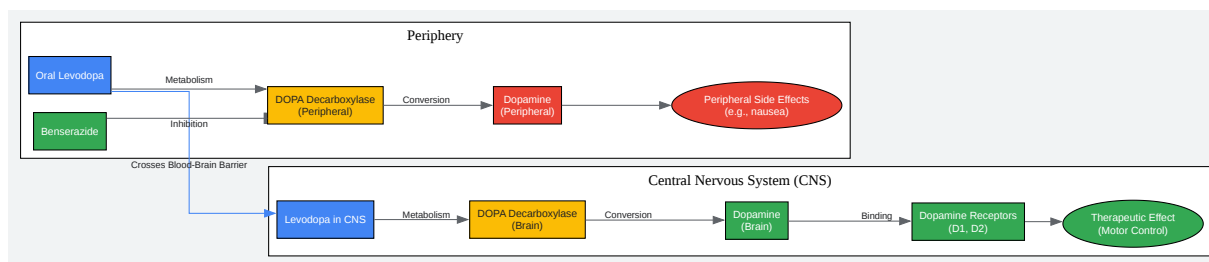 Periphery
Oral Levodopa
Metabolism
DOPA Decarboxylase
(Peripheral)
Conversion
Dopamine
(Peripheral)
Peripheral Side Effects
(e.g., nausea)
Benserazide
Inhibition
Crosses Blood-Brain Barrier
Central Nervous System (CNS)
Levodopa in CNS
Metabolism
DOPA Decarboxylase
(Brain)
Conversion
Dopamine
(Brain)
Binding
Dopamine Receptors
(D1, D2)
Therapeutic Effect
(Motor Control)